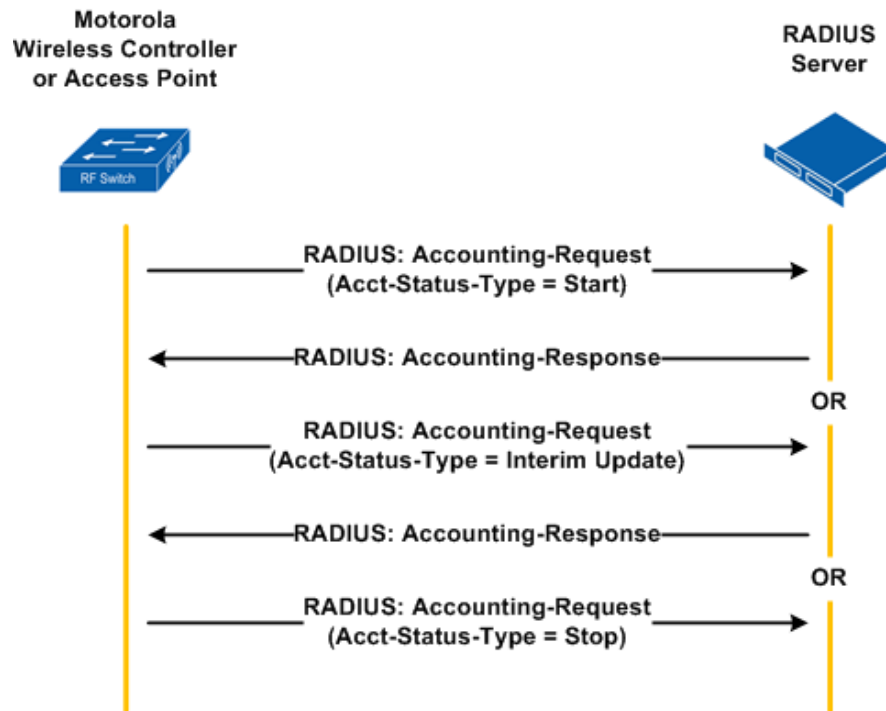 Motorola
Wireless Controller
or Access Point
RADIUS
Server
RF Switch
RADIUS: Accounting-Request
(Acct-Status-Type = Start)
RADIUS: Accounting-Response
OR
RADIUS: Accounting-Request
(Acct-Status-Type = Interim Update)
RADIUS: Accounting-Response
OR
RADIUS: Accounting-Request
(Acct-Status-Type = Stop)